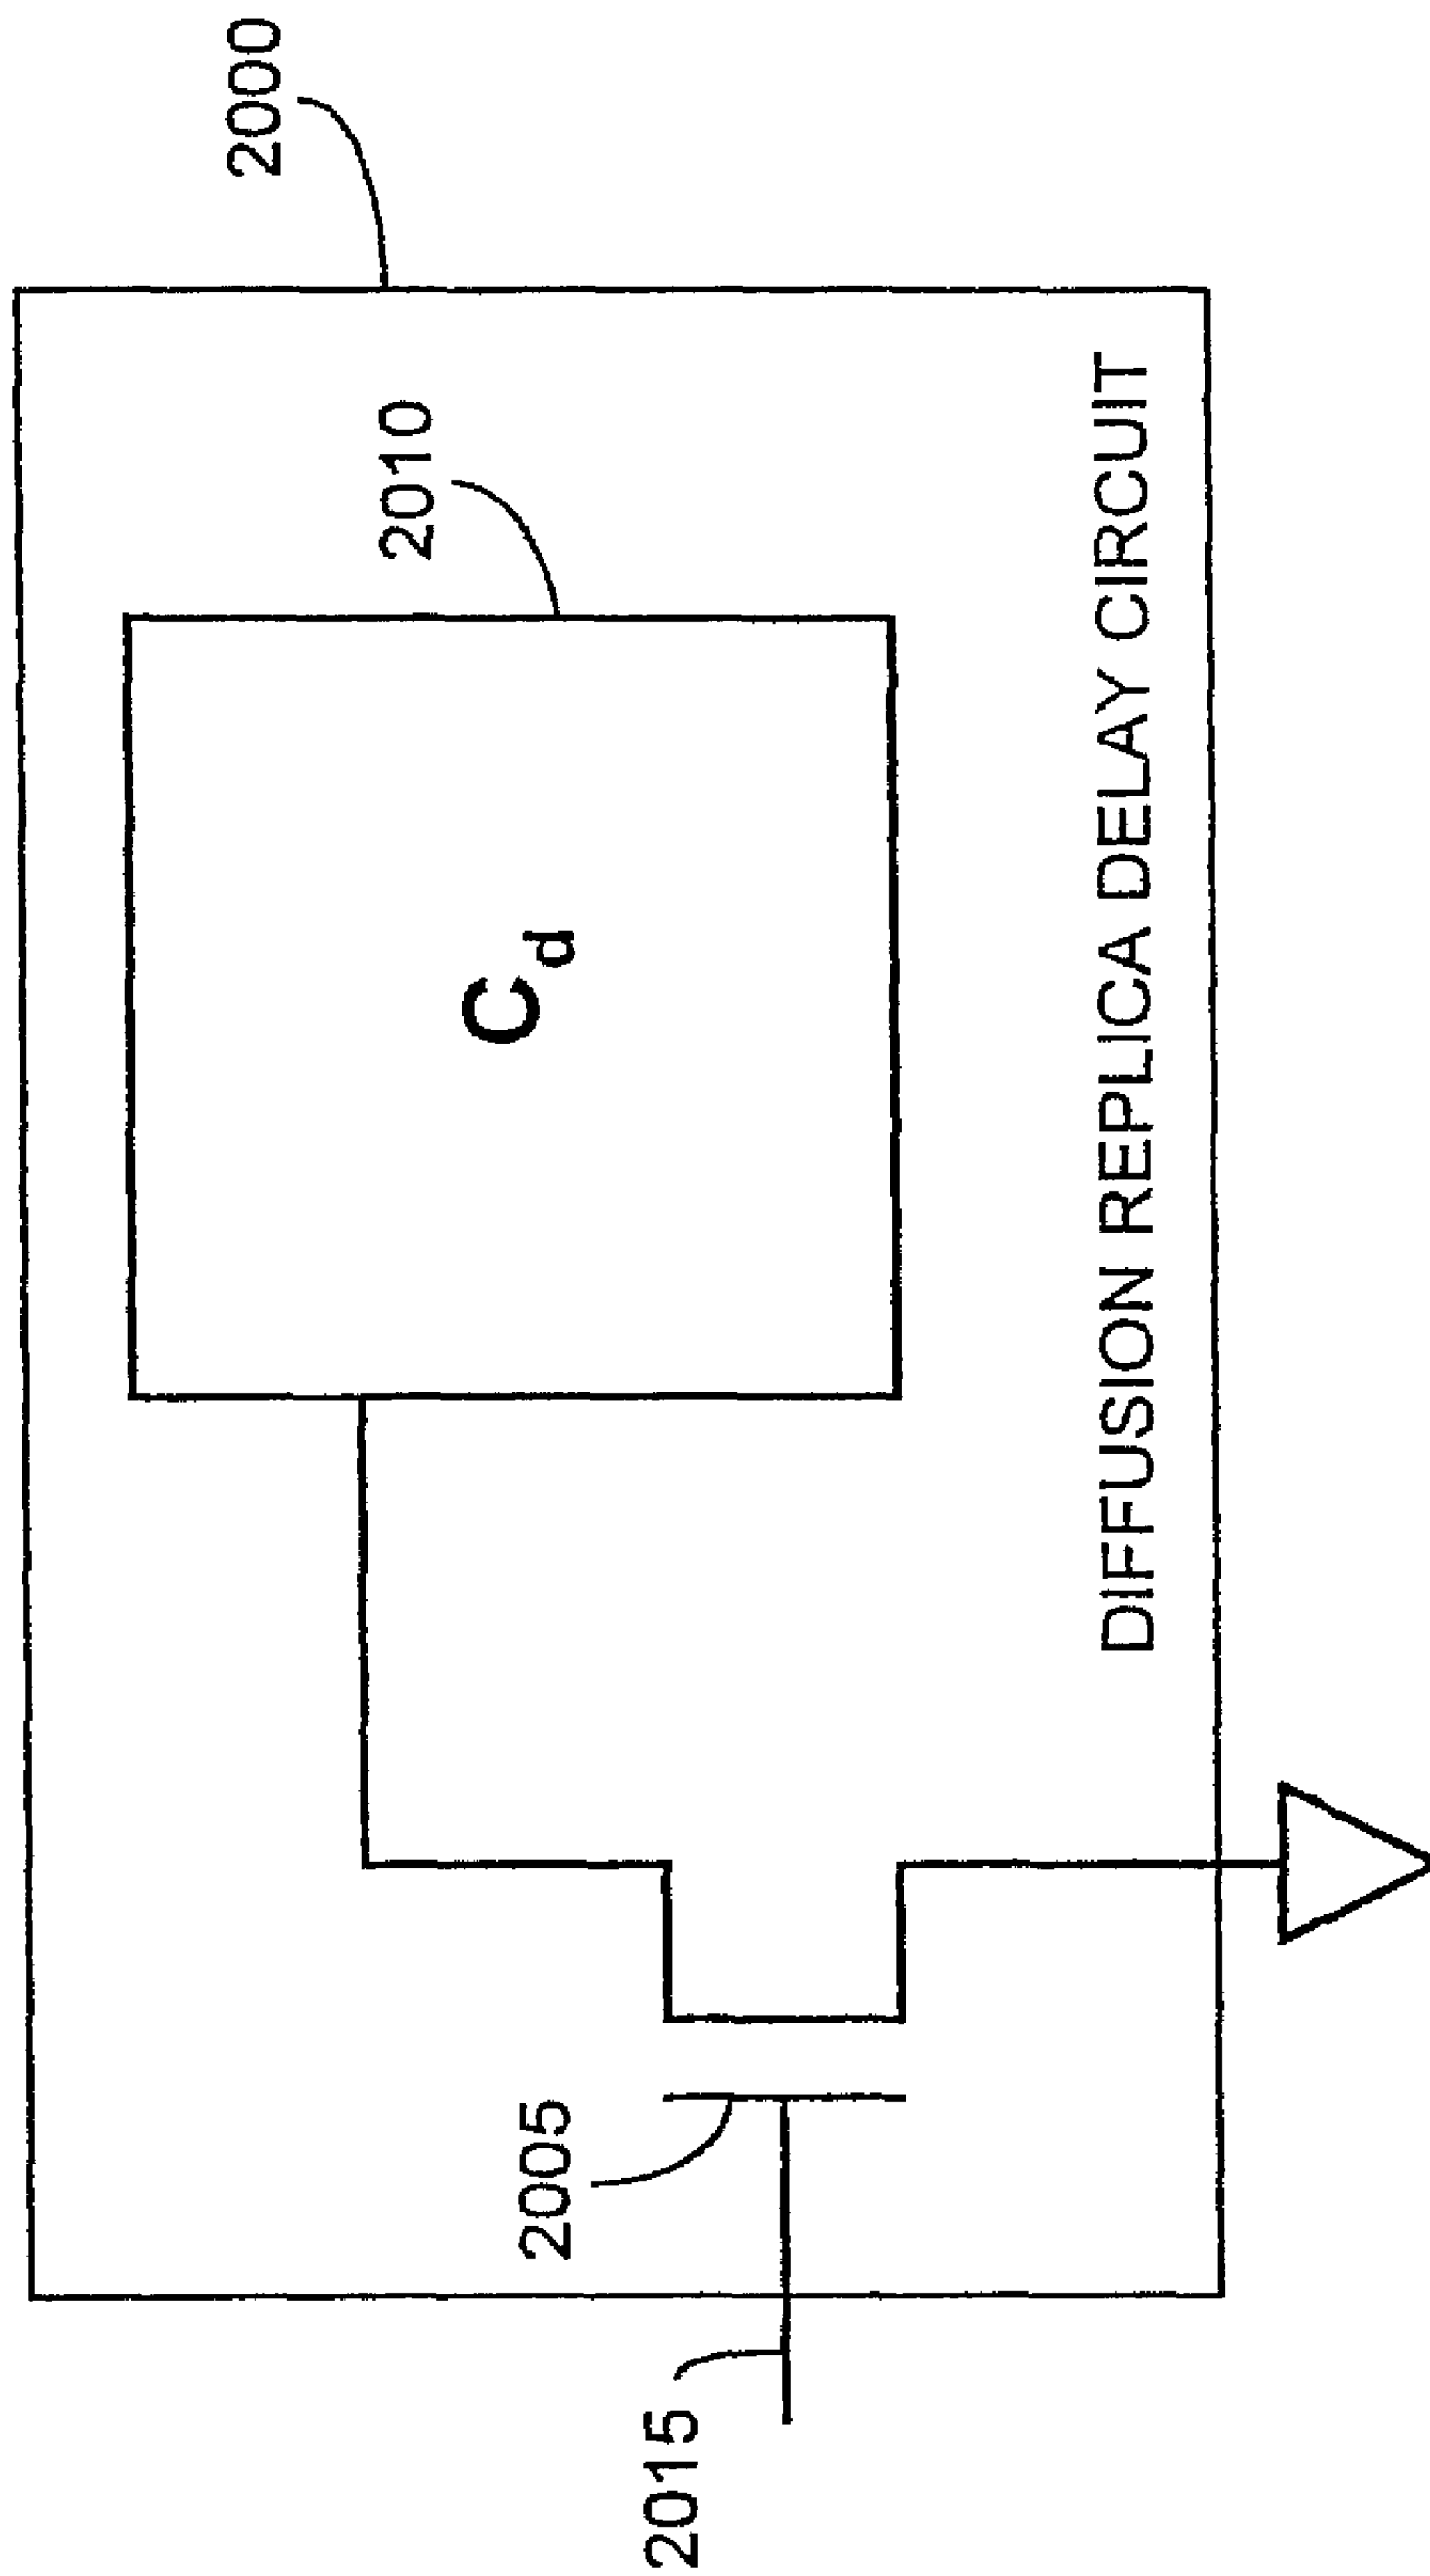 2000
2010
C_d
2005
2015
DIFFUSION REPLICA DELAY CIRCUIT